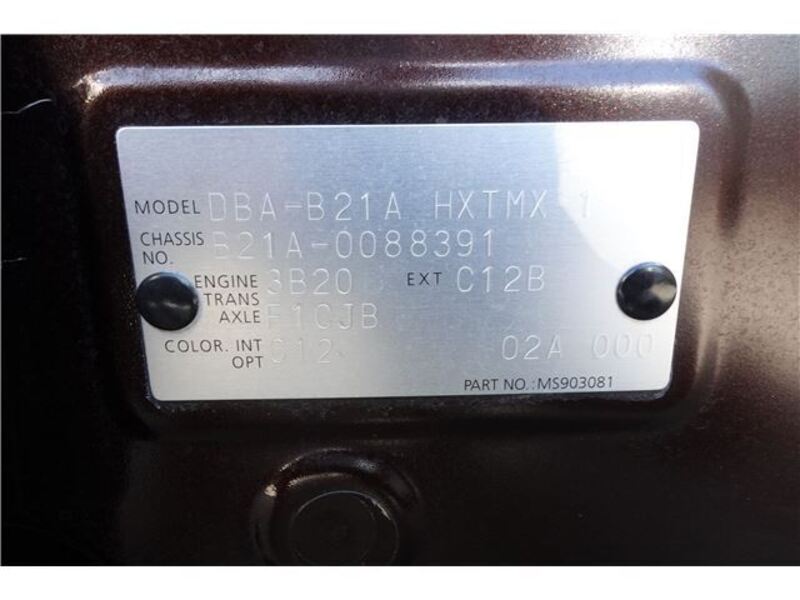 MODEL DBA-B21A HXTMX 1
CHASSIS NO. B21A-0088391
ENGINE 3B20 EXT C12B
TRANS AXLE F1CJB
COLOR. INT OPT C12 02A 000
PART NO.:MS903081